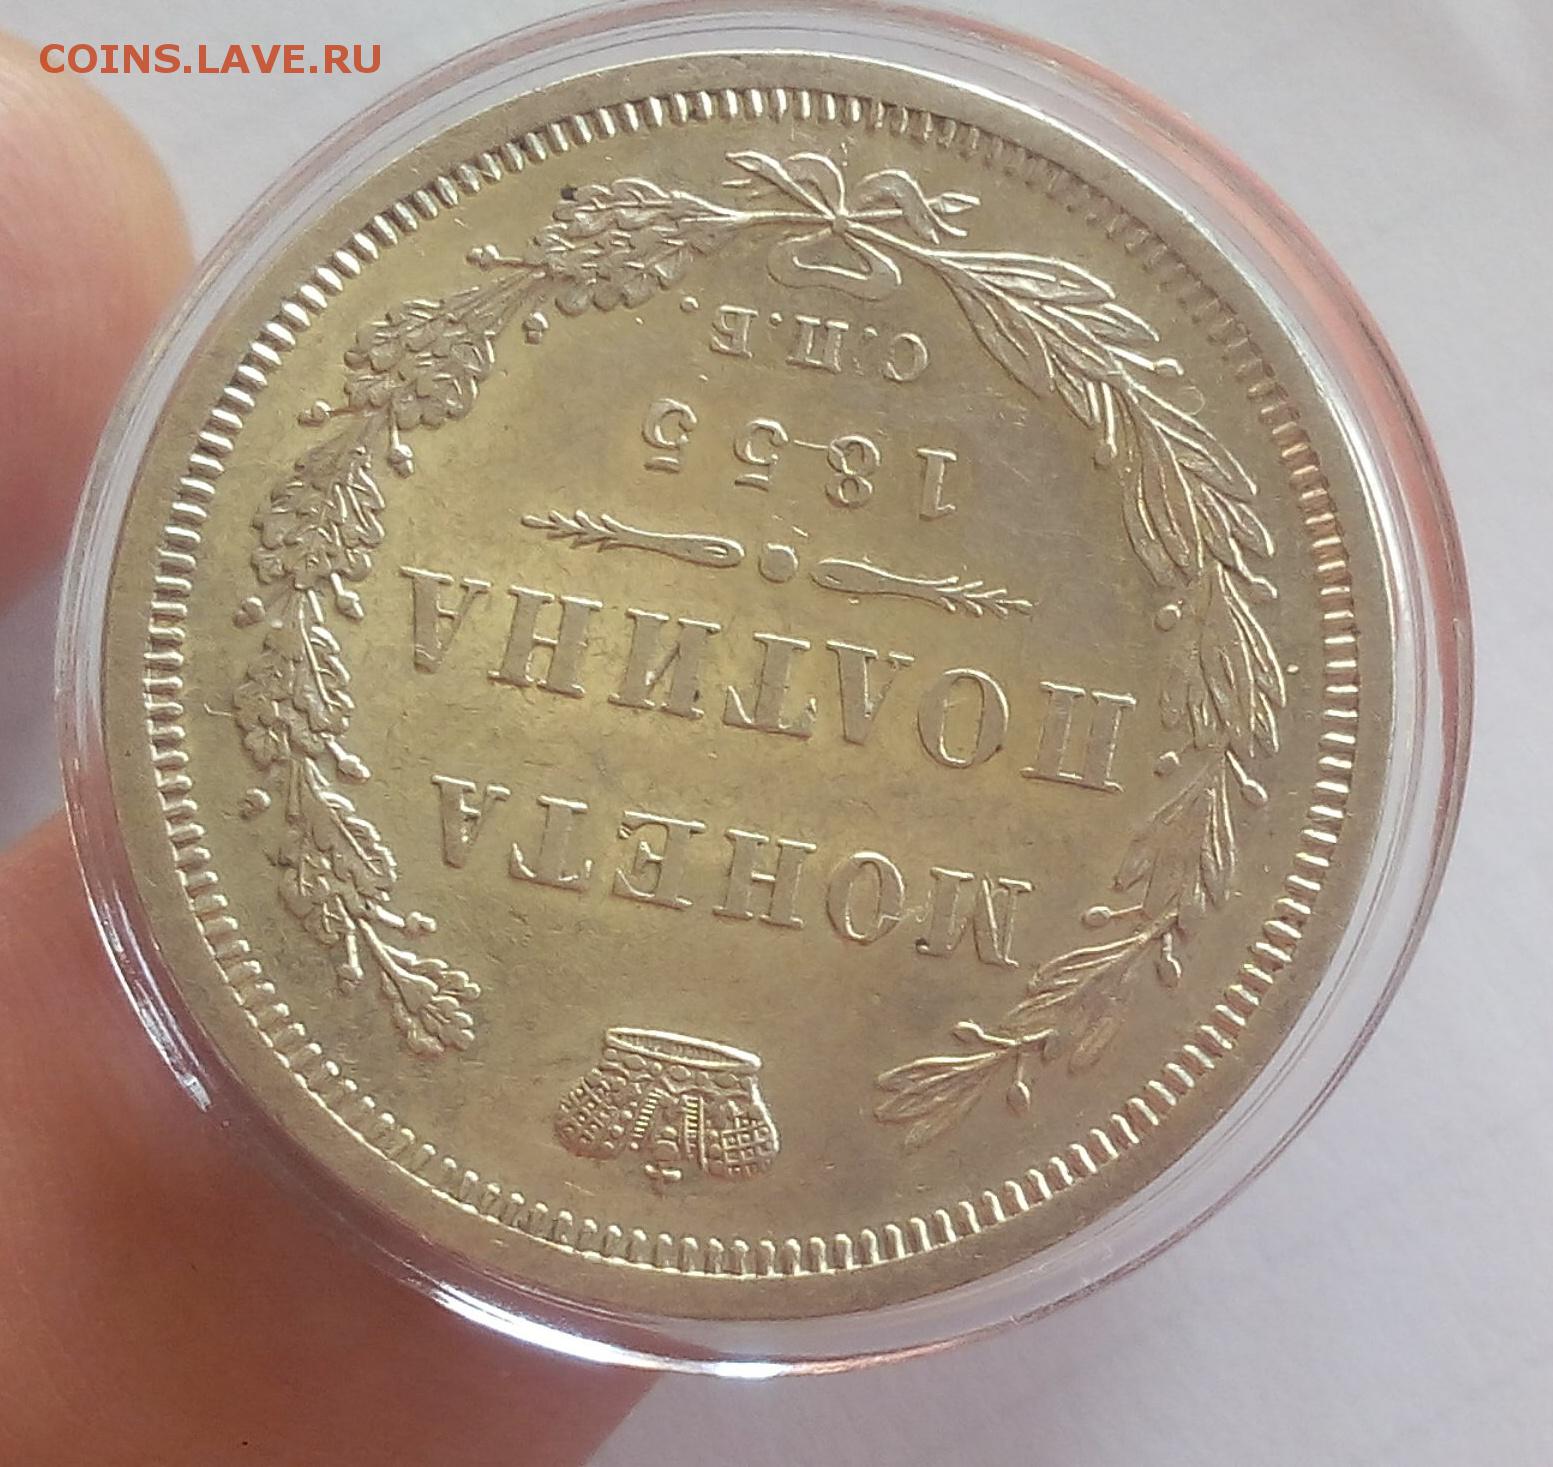 COINS.LAVE.RU
МОНЕТА
ПОЛТИНА
1855
С.П.Б.